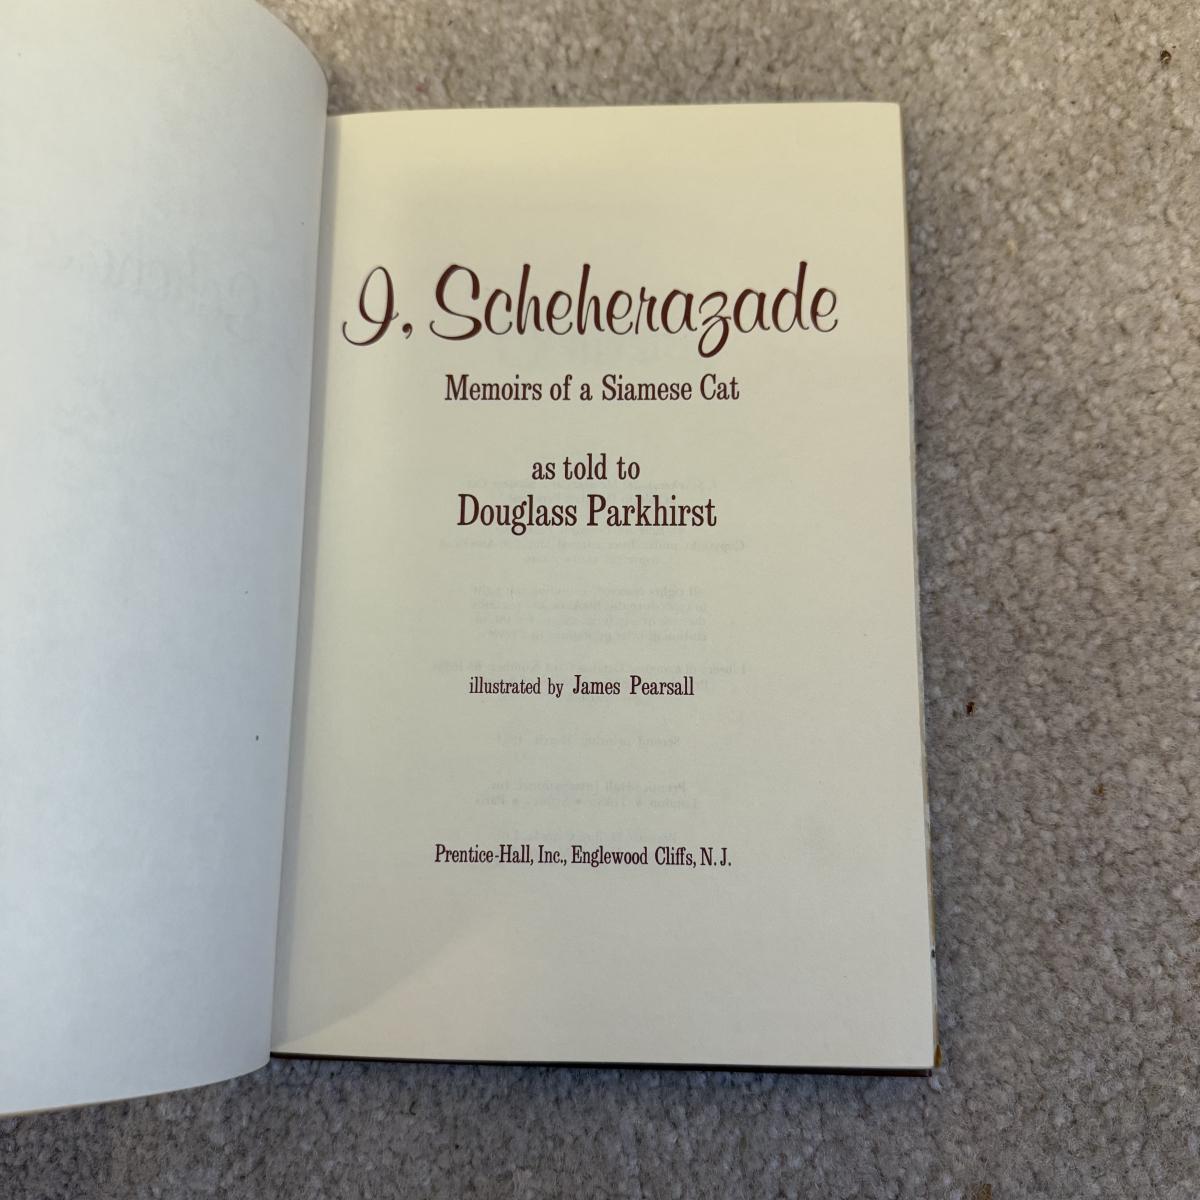 I, Scheherazade
Memoirs of a Siamese Cat
as told to
Douglass Parkhirst
illustrated by James Pearsall
Prentice-Hall, Inc., Englewood Cliffs, N. J.